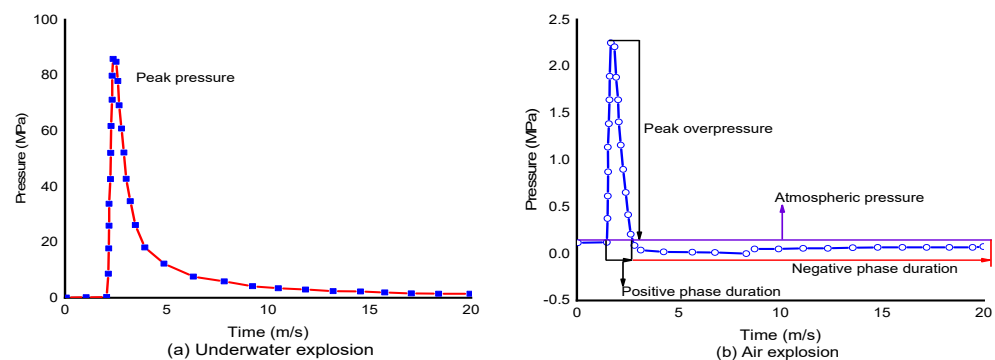 100
80
60
40
20
0
Pressure (MPa)
Peak pressure
0 5 10 15 20
Time (m/s)
(a) Underwater explosion
2.5
2.0
1.5
1.0
0.5
0.0
-0.5
Pressure (MPa)
Peak overpressure
Atmospheric pressure
Negative phase duration
Positive phase duration
0 5 10 15 20
Time (m/s)
(b) Air explosion